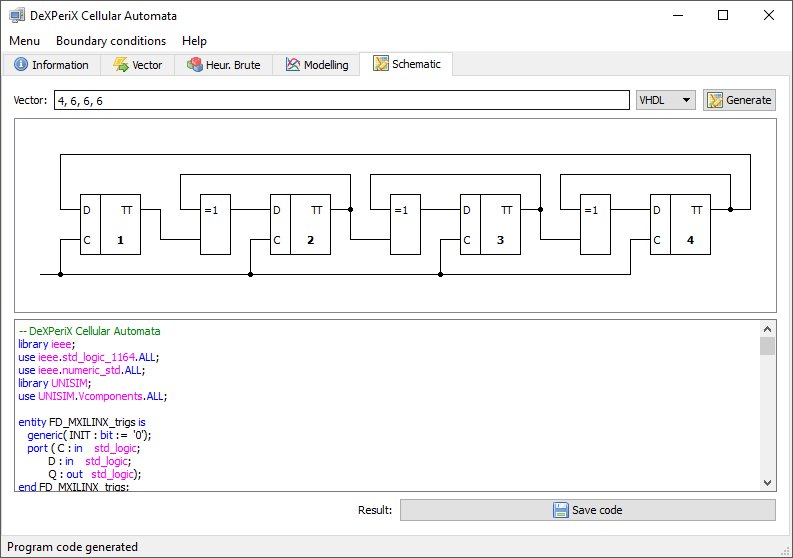 DeXPeriX Cellular Automata
Menu Boundary conditions Help
Information Vector Heur. Brute Modelling Schematic
Vector: 4, 6, 6, 6 VHDL Generate
D TT =1 D TT =1 D TT =1 D TT
C 1 C 2 C 3 C 4
-- DeXPeriX Cellular Automata
library ieee;
use ieee.std_logic_1164.ALL;
use ieee.numeric_std.ALL;
library UNISIM;
use UNISIM.Vcomponents.ALL;
entity FD_MXILINX_trigs is
generic( INIT : bit := '0');
port ( C : in std_logic;
D : in std_logic;
Q : out std_logic);
end FD_MXILINX_trigs;
Result: Save code
Program code generated